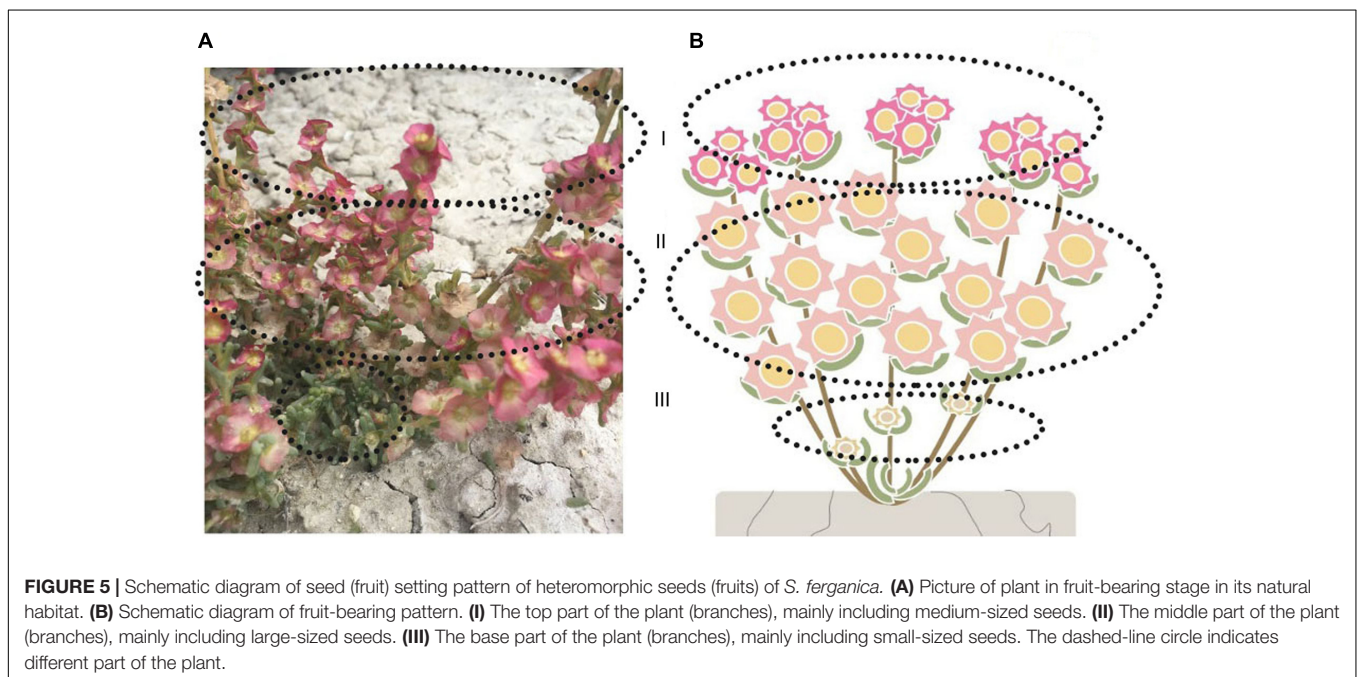 A
B
I
II
III
FIGURE 5 | Schematic diagram of seed (fruit) setting pattern of heteromorphic seeds (fruits) of S. ferganica. (A) Picture of plant in fruit-bearing stage in its natural
habitat. (B) Schematic diagram of fruit-bearing pattern. (I) The top part of the plant (branches), mainly including medium-sized seeds. (II) The middle part of the plant
(branches), mainly including large-sized seeds. (III) The base part of the plant (branches), mainly including small-sized seeds. The dashed-line circle indicates
different part of the plant.